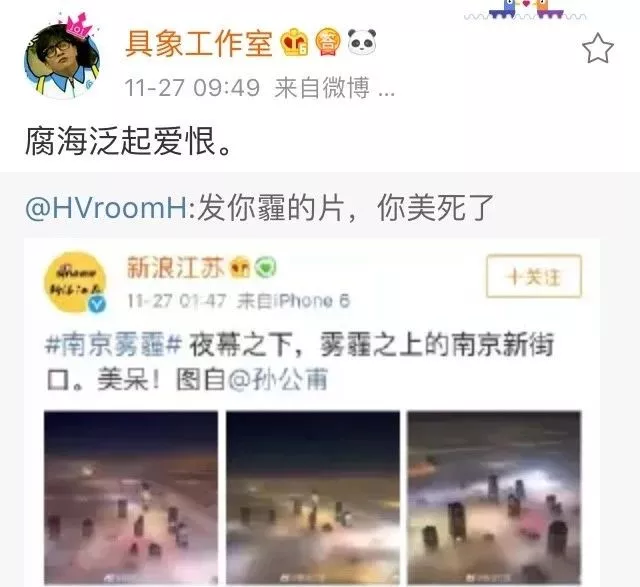 具象工作室
11-27 09:49 来自微博 ...
腐海泛起爱恨。
@HVroomH:发你霾的片，你美死了
新浪江苏
+关注
11-27 01:47 来自iPhone 6
#南京雾霾# 夜幕之下，雾霾之上的南京新街
口。美呆！图自@孙公甫